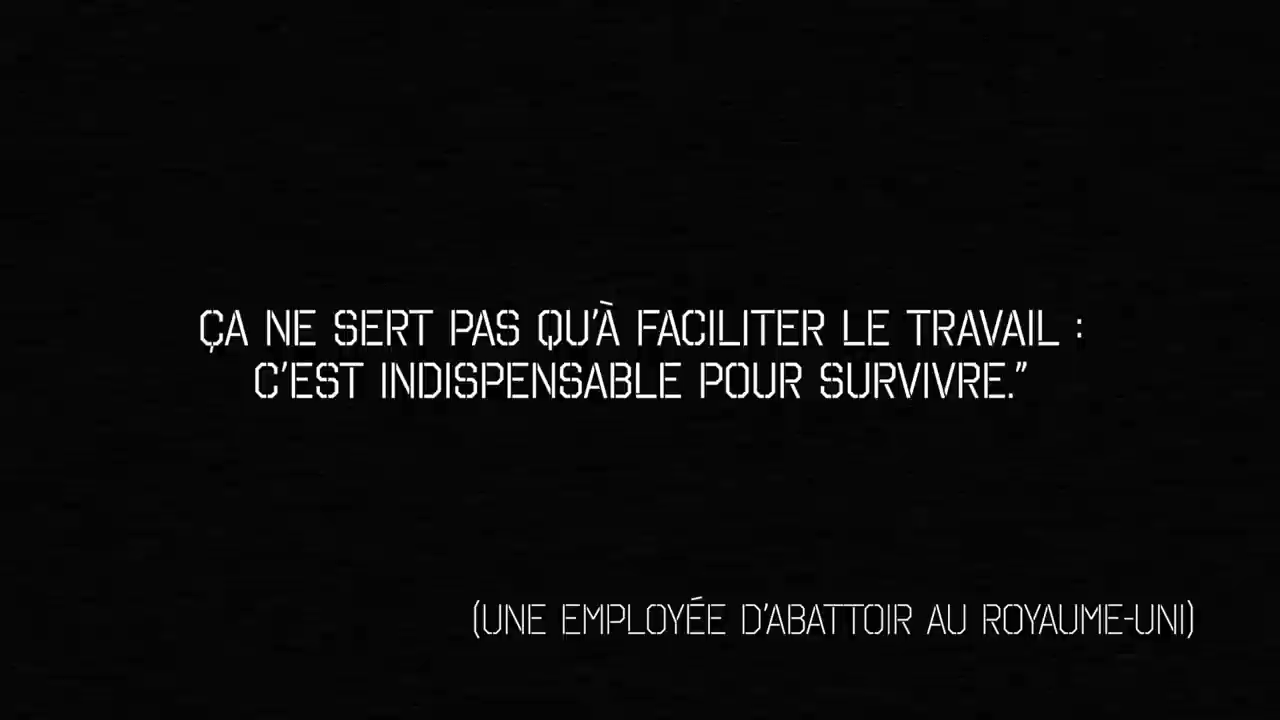 ÇA NE SERT PAS QU'À FACILITER LE TRAVAIL :
C'EST INDISPENSABLE POUR SURVIVRE."
(UNE EMPLOYÉE D'ABATTOIR AU ROYAUME-UNI)